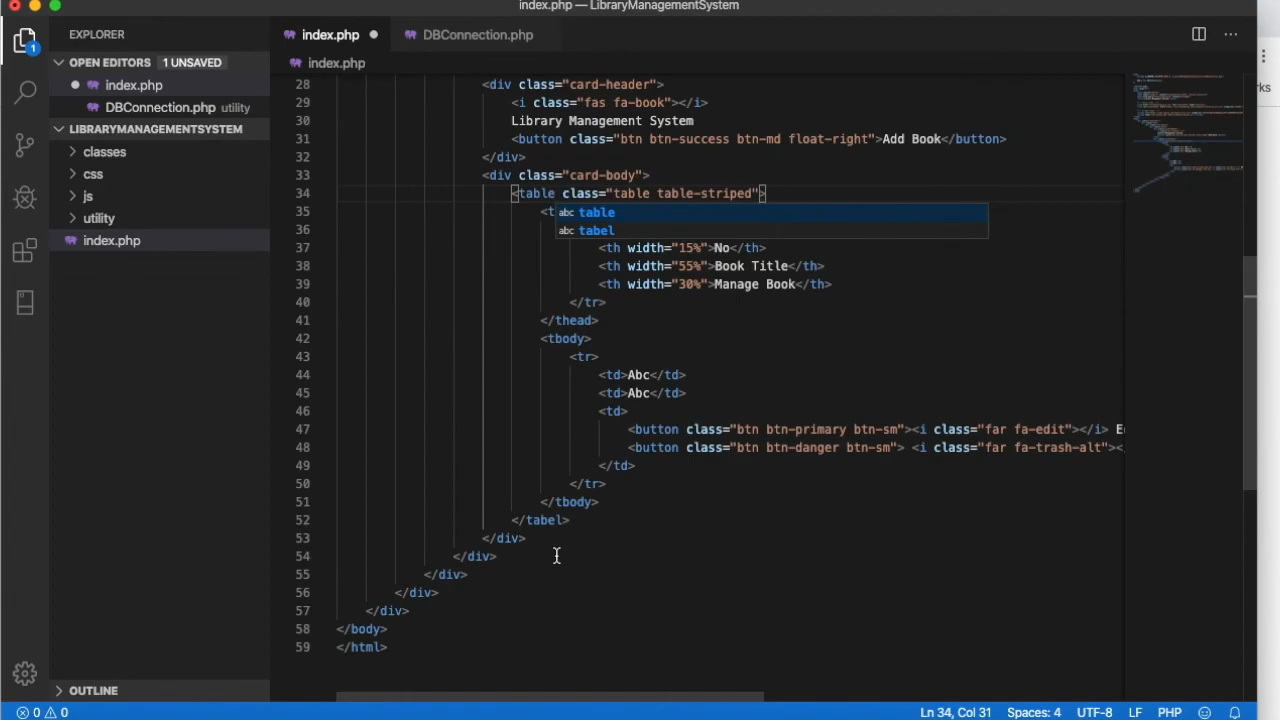 index.php — LibraryManagementSystem
EXPLORER
index.php
DBConnection.php
OPEN EDITORS 1 UNSAVED
index.php
index.php
DBConnection.php utility
LIBRARYMANAGEMENTSYSTEM
classes
css
js
utility
index.php
1
rks
28 <div class="card-header">
29 <i class="fas fa-book"></i>
30 Library Management System
31 <button class="btn btn-success btn-md float-right">Add Book</button>
32 </div>
33 <div class="card-body">
34 <table class="table table-striped">
35 <t
abc table
36
abc tabel
37 <th width="15%">No</th>
38 <th width="55%">Book Title</th>
39 <th width="30%">Manage Book</th>
40 </tr>
41 </thead>
42 <tbody>
43 <tr>
44 <td>Abc</td>
45 <td>Abc</td>
46 <td>
47 <button class="btn btn-primary btn-sm"><i class="far fa-edit"></i> E
48 <button class="btn btn-danger btn-sm"> <i class="far fa-trash-alt"><
49 </td>
50 </tr>
51 </tbody>
52 </tabel>
53 </div>
54 </div>
55 </div>
56 </div>
57 </div>
58 </body>
59 </html>
OUTLINE
0 0
Ln 34, Col 31 Spaces: 4 UTF-8 LF PHP